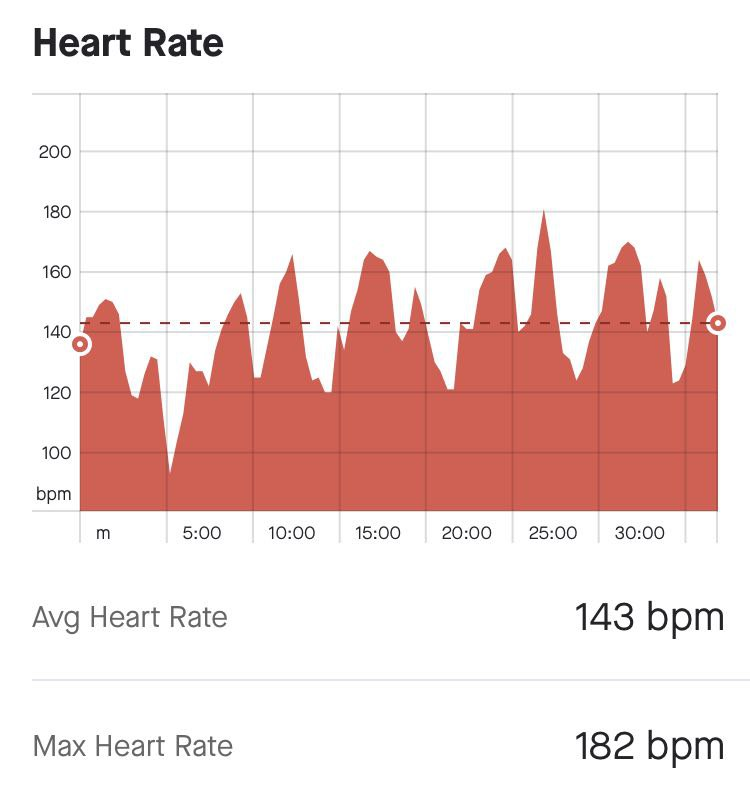 Heart Rate
200
180
160
140
120
100
bpm
m 5:00 10:00 15:00 20:00 25:00 30:00
Avg Heart Rate 143 bpm
Max Heart Rate 182 bpm